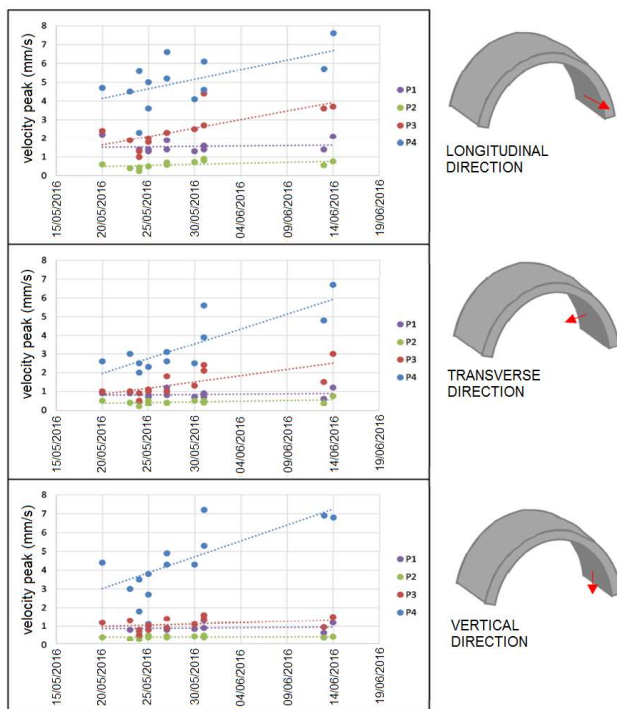 velocity peak (mm/s)
8
7
6
5
4
3
2
1
0
15/05/2016
20/05/2016
25/05/2016
30/05/2016
04/06/2016
09/06/2016
14/06/2016
19/06/2016
P1
P2
P3
P4
LONGITUDINAL
DIRECTION
velocity peak (mm/s)
8
7
6
5
4
3
2
1
0
15/05/2016
20/05/2016
25/05/2016
30/05/2016
04/06/2016
09/06/2016
14/06/2016
19/06/2016
P1
P2
P3
P4
TRANSVERSE
DIRECTION
velocity peak (mm/s)
8
7
6
5
4
3
2
1
0
15/05/2016
20/05/2016
25/05/2016
30/05/2016
04/06/2016
09/06/2016
14/06/2016
19/06/2016
P1
P2
P3
P4
VERTICAL
DIRECTION